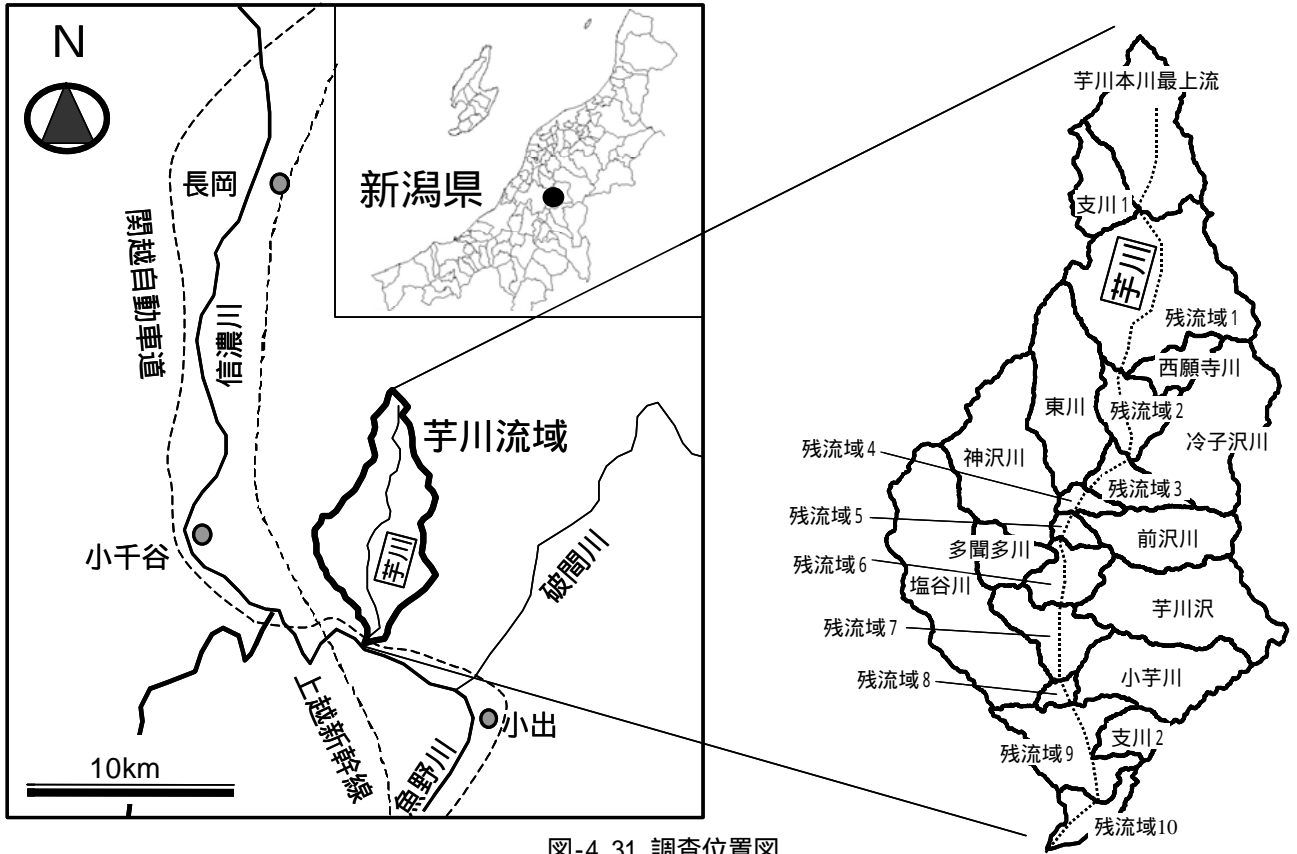 N
長岡
関越自動車道
信濃川
新潟県
芋川流域
芋川
小千谷
破間川
上越新幹線
小出
魚野川
10km
芋川本川最上流
支川1
芋川
残流域1
西願寺川
東川
残流域2
冷子沢川
残流域4
神沢川
残流域3
残流域5
前沢川
多聞多川
残流域6
塩谷川
芋川沢
残流域7
小芋川
残流域8
支川2
残流域9
残流域10
図-4.31 調査位置図